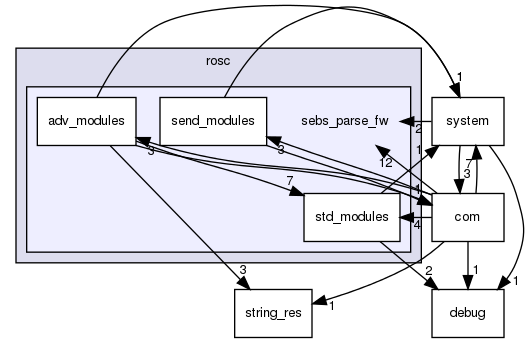 rosc
1
adv_modules
send_modules
sebs_parse_fw
system
2
3
3
12
1
3
7
7
1
std_modules
com
4
3
2
1
1
1
string_res
debug